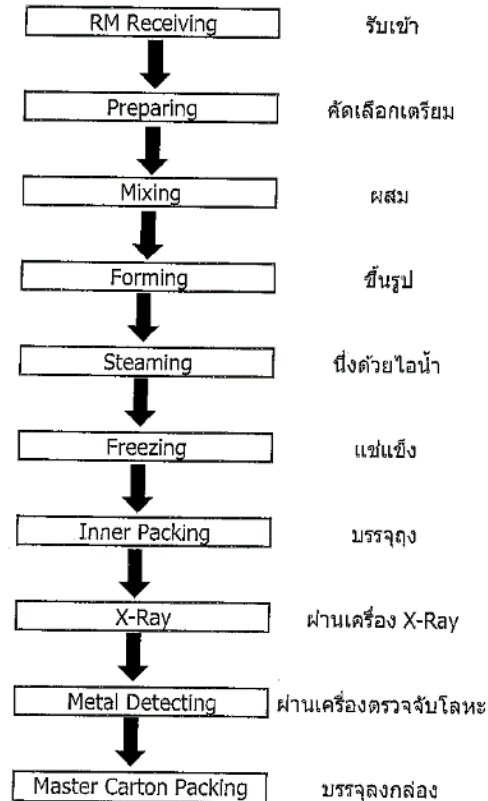 RM Receiving รับเข้า
Preparing คัดเลือกเตรียม
Mixing ผสม
Forming ขึ้นรูป
Steaming นึ่งด้วยไอน้ำ
Freezing แช่แข็ง
Inner Packing บรรจุถุง
X-Ray ผ่านเครื่อง X-Ray
Metal Detecting ผ่านเครื่องตรวจจับโลหะ
Master Carton Packing บรรจุลงกล่อง